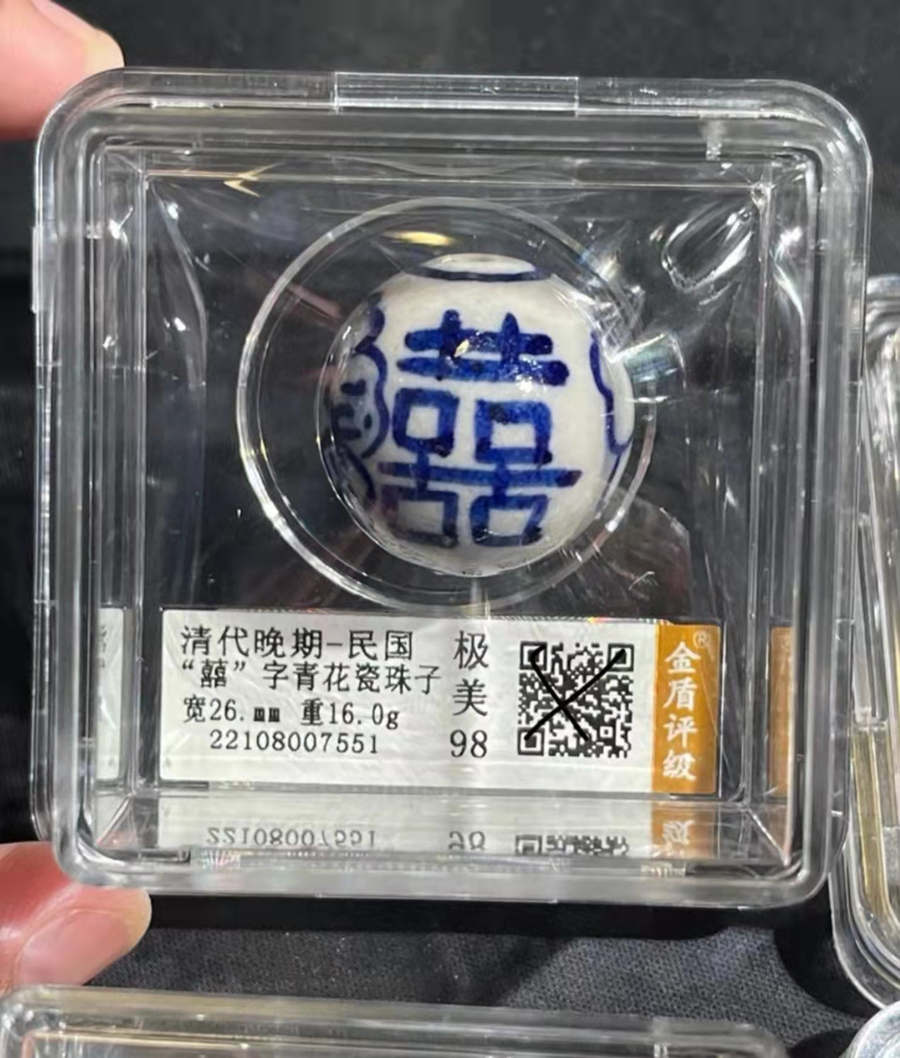 囍
清代晚期-民国
“囍”字青花瓷珠子
宽26.㎜ 重16.0g
22108007551
极美
98
金盾评级®